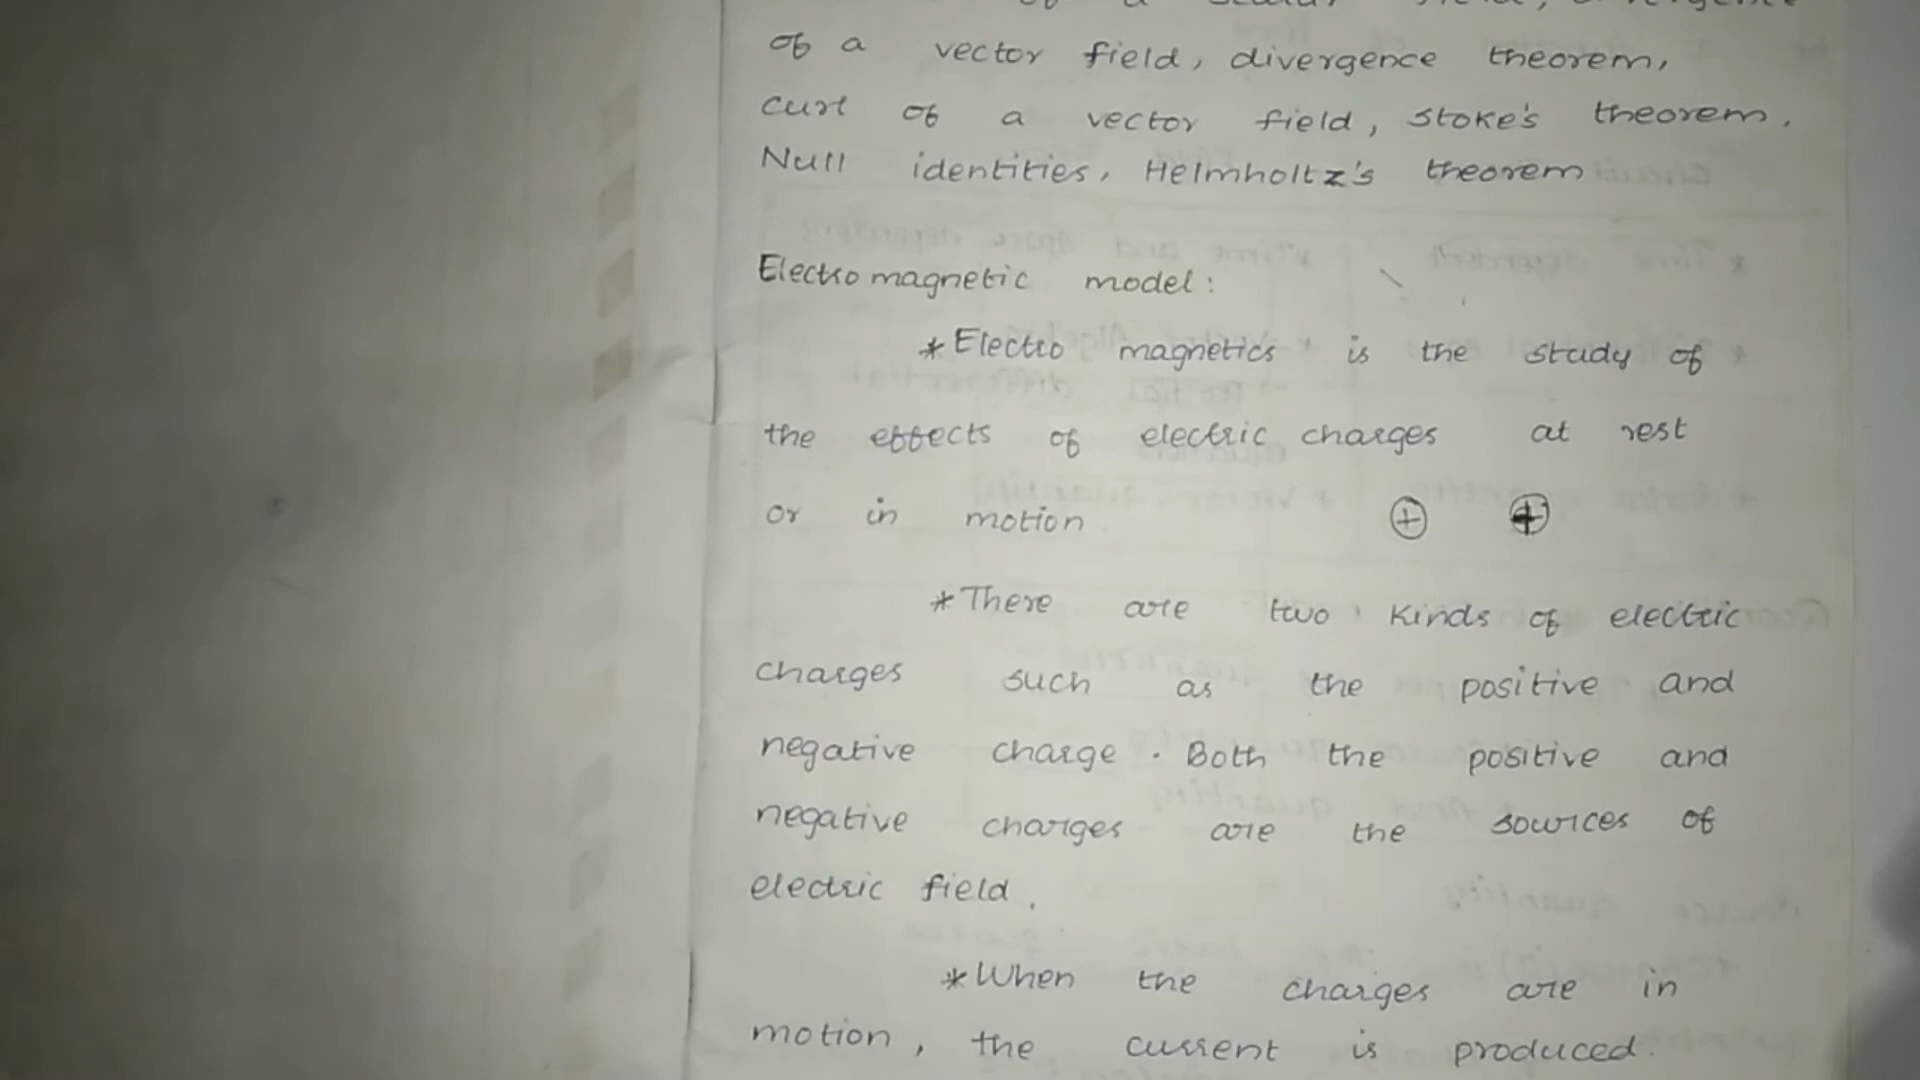 of a vector field, divergence theorem,
curl of a vector field, Stoke's theorem,
Null identities, Helmholtz's theorem
Electro magnetic model:
* Electro magnetics is the study of
the effects of electric charges at rest
or in motion.
* There are two kinds of electric
charges such as the positive and
negative charge. Both the positive and
negative charges are the sources of
electric field.
* When the charges are in
motion, the current is produced.